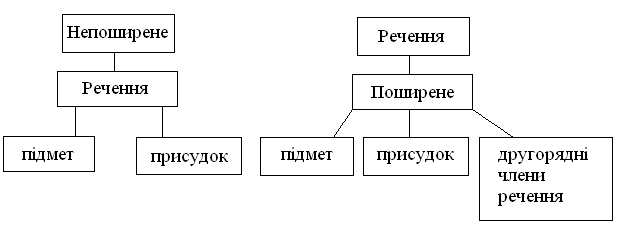 Непоширене
Речення
підмет
присудок
Речення
Поширене
підмет
присудок
другорядні
члени
речення